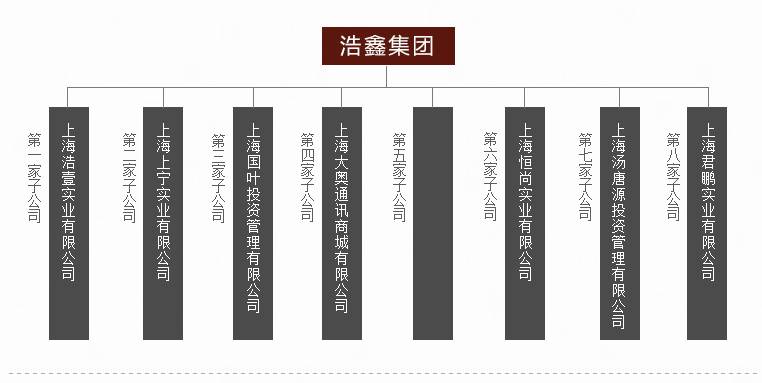 浩鑫集团
第一家子公司
上海浩壹实业有限公司
第二家子公司
上海上宁实业有限公司
第三家子公司
上海国叶投资管理有限公司
第四家子公司
上海大奥通讯商城有限公司
第五家子公司
第六家子公司
上海恒尚实业有限公司
第七家子公司
上海汤唐源投资管理有限公司
第八家子公司
上海君鹏实业有限公司